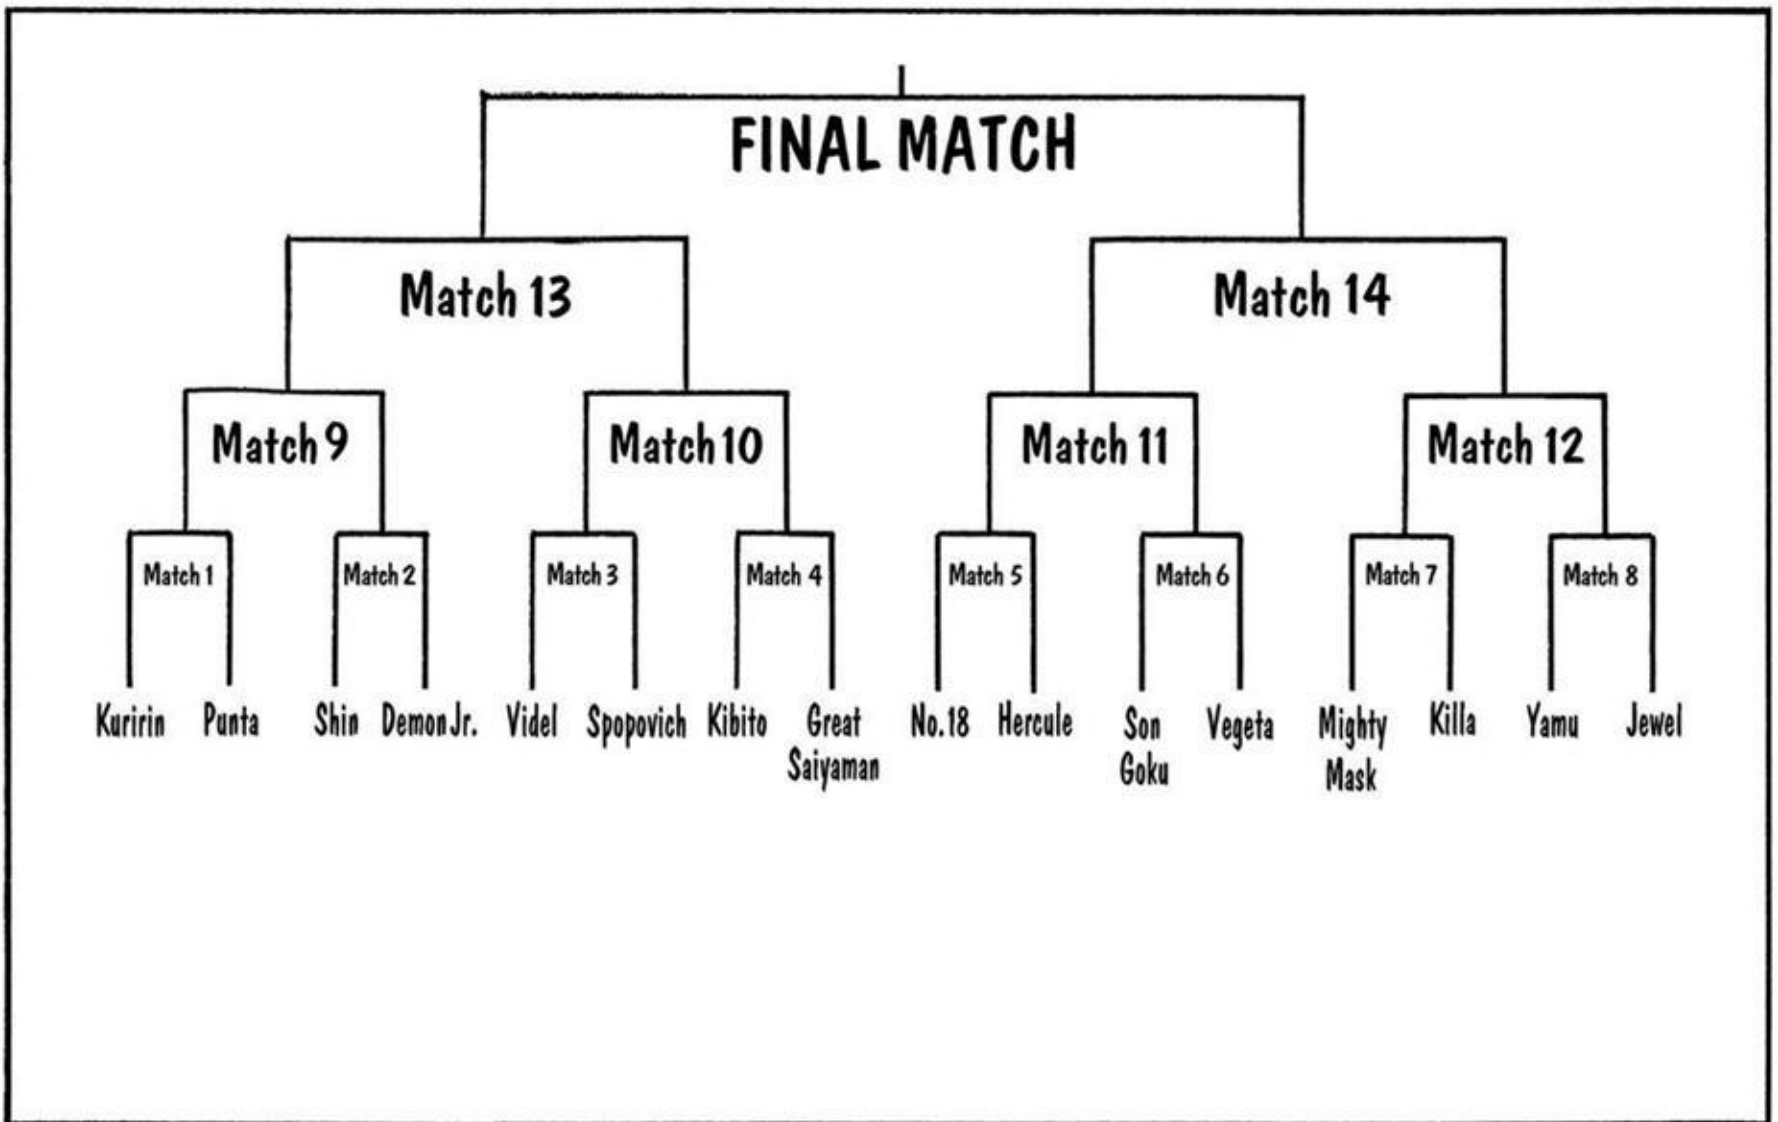 FINAL MATCH
Match 13
Match 14
Match 9
Match 10
Match 11
Match 12
Match 1
Match 2
Match 3
Match 4
Match 5
Match 6
Match 7
Match 8
Kuririn
Punta
Shin
Demon Jr.
Videl
Spopovich
Kibito
Great
Saiyaman
No.18
Hercule
Son
Goku
Vegeta
Mighty
Mask
Killa
Yamu
Jewel